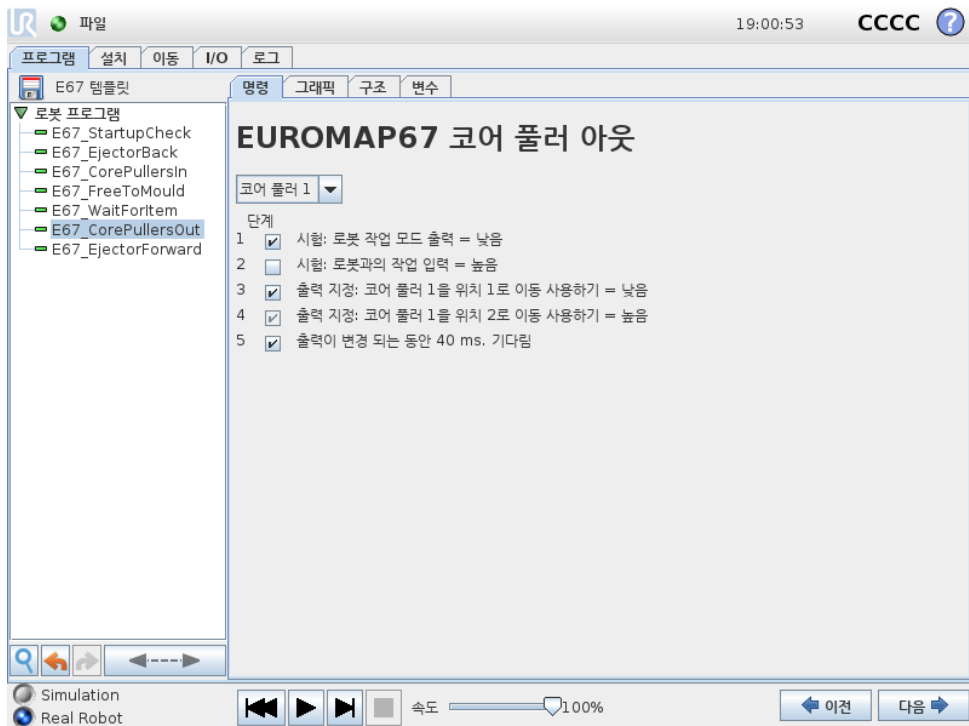 UR 파일 19:00:53 CCCC ?
프로그램 설치 이동 I/O 로그
E67 템플릿
명령 그래픽 구조 변수
로봇 프로그램
E67_StartupCheck
E67_EjectorBack
E67_CorePullersIn
E67_FreeToMould
E67_WaitForItem
E67_CorePullersOut
E67_EjectorForward
EUROMAP67 코어 풀러 아웃
코어 풀러 1
단계
1 시험: 로봇 작업 모드 출력 = 낮음
2 시험: 로봇과의 작업 입력 = 높음
3 출력 지정: 코어 풀러 1을 위치 1로 이동 사용하기 = 낮음
4 출력 지정: 코어 풀러 1을 위치 2로 이동 사용하기 = 높음
5 출력이 변경 되는 동안 40 ms. 기다림
Simulation
Real Robot
속도 100%
이전 다음